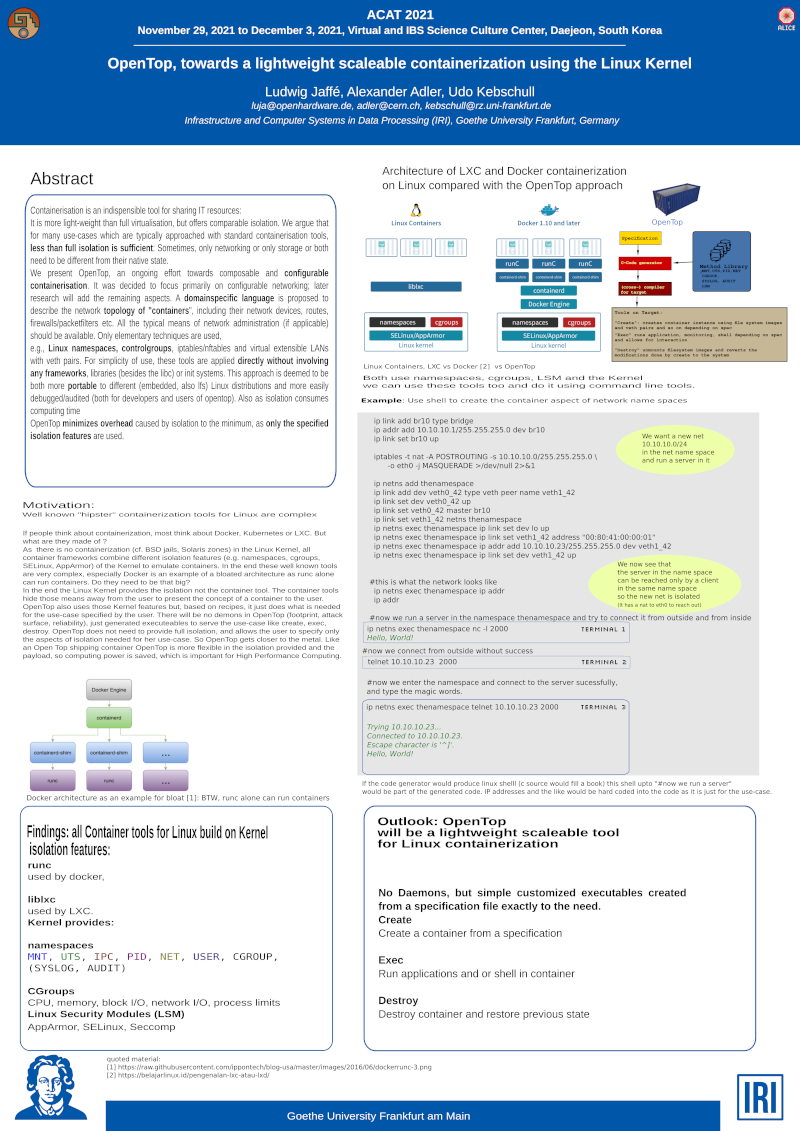 ACAT 2021
November 29, 2021 to December 3, 2021, Virtual and IBS Science Culture Center, Daejeon, South Korea
ALICE
OpenTop, towards a lightweight scaleable containerization using the Linux Kernel
Ludwig Jaffé, Alexander Adler, Udo Kebschull
luja@openhardware.de, adler@cern.ch, kebschull@rz.uni-frankfurt.de
Infrastructure and Computer Systems in Data Processing (IRI), Goethe University Frankfurt, Germany
Abstract
Containerisation is an indispensible tool for sharing IT resources:
It is more light-weight than full virtualisation, but offers comparable isolation. We argue that
for many use-cases which are typically approached with standard containerisation tools,
less than full isolation is sufficient: Sometimes, only networking or only storage or both
need to be different from their native state.
We present OpenTop, an ongoing effort towards composable and configurable
containerisation. It was decided to focus primarily on configurable networking; later
research will add the remaining aspects. A domainspecific language is proposed to
describe the network topology of "containers", including their network devices, routes,
firewalls/packetfilters etc. All the typical means of network administration (if applicable)
should be available. Only elementary techniques are used,
e.g., Linux namespaces, controlgroups, iptables/nftables and virtual extensible LANs
with veth pairs. For simplicity of use, these tools are applied directly without involving
any frameworks, libraries (besides the libc) or init systems. This approach is deemed to be
both more portable to different (embedded, also lfs) Linux distributions and more easily
debugged/audited (both for developers and users of opentop). Also as isolation consumes
computing time
OpenTop minimizes overhead caused by isolation to the minimum, as only the specified
isolation features are used.
Motivation:
Well known "hipster" containerization tools for Linux are complex
If people think about containerization, most think about Docker, Kubernetes or LXC. But
what are they made of ?
As there is no containerization (cf. BSD jails, Solaris zones) in the Linux Kernel, all
container frameworks combine different isolation features (e.g. namespaces, cgroups,
SELinux, AppArmor) of the Kernel to emulate containers. In the end these well known tools
are very complex, especially Docker is an example of a bloated architecture as runc alone
can run containers. Do they need to be that big?
In the end the Linux Kernel provides the isolation not the container tool. The container tools
hide those means away from the user to present the concept of a container to the user.
OpenTop also uses those Kernel features but, based on recipes, it just does what is needed
for the use-case specified by the user. There will be no demons in OpenTop (footprint, attack
surface, reliability), just generated executables to serve the use-case like create, exec,
destroy. OpenTop does not need to provide full isolation, and allows the user to specify only
the aspects of isolation needed for her use-case. So OpenTop gets closer to the metal. Like
an Open Top shipping container OpenTop is more flexible in the isolation provided and the
payload, so computing power is saved, which is important for High Performance Computing.
Docker Engine
containerd
containerd-shim
containerd-shim
...
runc
runc
...
Docker architecture as an example for bloat [1]: BTW, runc alone can run containers
Findings: all Container tools for Linux build on Kernel
isolation features:
runc
used by docker,
liblxc
used by LXC.
Kernel provides:
namespaces
MNT, UTS, IPC, PID, NET, USER, CGROUP,
(SYSLOG, AUDIT)
CGroups
CPU, memory, block I/O, network I/O, process limits
Linux Security Modules (LSM)
AppArmor, SELinux, Seccomp
Architecture of LXC and Docker containerization
on Linux compared with the OpenTop approach
Linux Containers
Docker 1.10 and later
OpenTop
liblxc
runC
runC
runC
containerd-shim
containerd-shim
containerd-shim
containerd
Docker Engine
namespaces
cgroups
SELinux/AppArmor
Linux kernel
namespaces
cgroups
SELinux/AppArmor
Linux kernel
Specification
C-Code generator
(cross-) compiler
for target
Method Library
Tools on Target:
"Create": creates container instance using file system images
and veth pairs and so on depending on spec
"Exec" runs application, monitoring, shell depending on spec
and allows for interaction
"Destroy" unmounts filesystem images and reverts the
modifications done by create to the system
Linux Containers, LXC vs Docker [2] vs OpenTop
Both use namespaces, cgroups, LSM and the Kernel
we can use these tools too and do it using command line tools.
Example: Use shell to create the container aspect of network name spaces
ip link add br10 type bridge
ip addr add 10.10.10.1/255.255.255.0 dev br10
ip link set br10 up
iptables -t nat -A POSTROUTING -s 10.10.10.0/255.255.255.0 \
-o eth0 -j MASQUERADE >/dev/null 2>&1
We want a new net
10.10.10.0/24
in the net name space
and run a server in it
ip netns add thenamespace
ip link add dev veth0_42 type veth peer name veth1_42
ip link set dev veth0_42 up
ip link set veth0_42 master br10
ip link set veth1_42 netns thenamespace
ip netns exec thenamespace ip link set dev lo up
ip netns exec thenamespace ip link set veth1_42 address "00:80:41:00:00:01"
ip netns exec thenamespace ip addr add 10.10.10.23/255.255.255.0 dev veth1_42
ip netns exec thenamespace ip link set dev veth1_42 up
We now see that
the server in the name space
can be reached only by a client
in the same name space
so the new net is isolated
(it has a nat to eth0 to reach out)
#this is what the network looks like
ip netns exec thenamespace ip addr
ip addr
#now we run a server in the namespace thenamespace and try to connect it from outside and from inside
ip netns exec thenamespace nc -l 2000
TERMINAL 1
Hello, World!
#now we connect from outside without success
telnet 10.10.10.23 2000
TERMINAL 2
#now we enter the namespace and connect to the server sucessfully,
and type the magic words.
ip netns exec thenamespace telnet 10.10.10.23 2000
TERMINAL 3
Trying 10.10.10.23...
Connected to 10.10.10.23.
Escape character is '^]'.
Hello, World!
If the code generator would produce linux shelll (c source would fill a book) this shell upto "#now we run a server"
would be part of the generated code. IP addresses and the like would be hard coded into the code as it is just for the use-case.
Outlook: OpenTop
will be a lightweight scaleable tool
for Linux containerization
No Daemons, but simple customized executables created
from a specification file exactly to the need.
Create
Create a container from a specification
Exec
Run applications and or shell in container
Destroy
Destroy container and restore previous state
quoted material:
[1] https://raw.githubusercontent.com/ippontech/blog-usa/master/images/2016/06/dockerrunc-3.png
[2] https://belajarlinux.id/pengenalan-lxc-atau-lxd/
Goethe University Frankfurt am Main
IRI